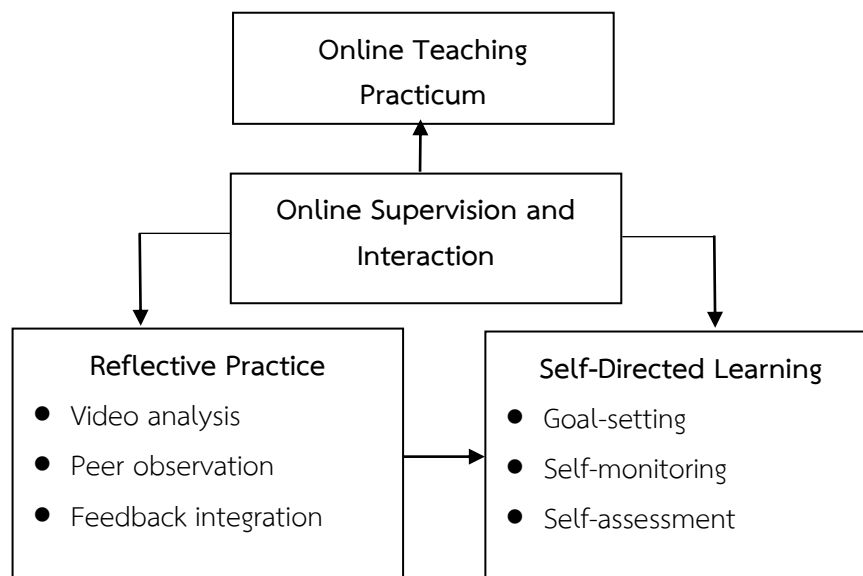 Online Teaching
Practicum
Online Supervision and
Interaction
Reflective Practice
● Video analysis
● Peer observation
● Feedback integration
Self-Directed Learning
● Goal-setting
● Self-monitoring
● Self-assessment